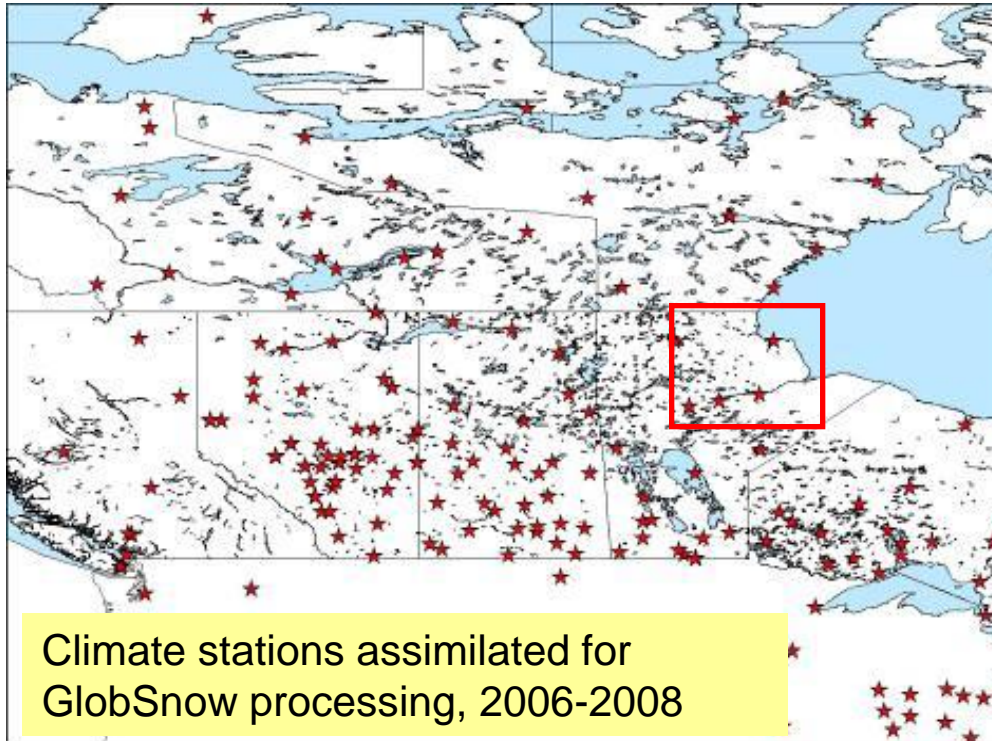 Climate stations assimilated for
GlobSnow processing, 2006-2008